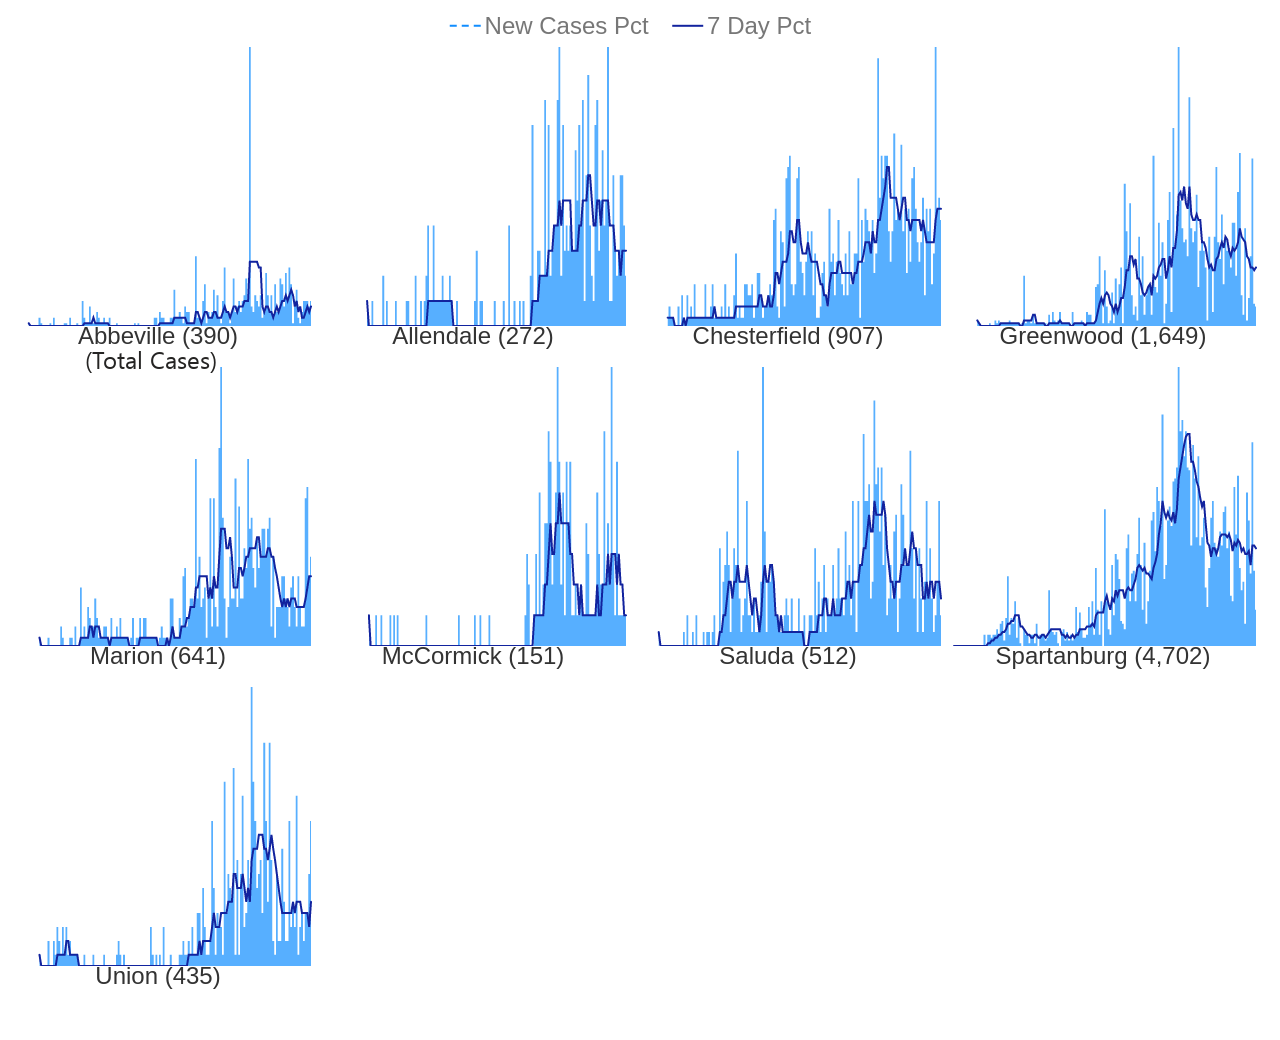 New Cases Pct 7 Day Pct
Abbeville (390) Allendale (272) Chesterfield (907) Greenwood (1,649)
(Total Cases)
Marion (641) McCormick (151) Saluda (512) Spartanburg (4,702)
Union (435)